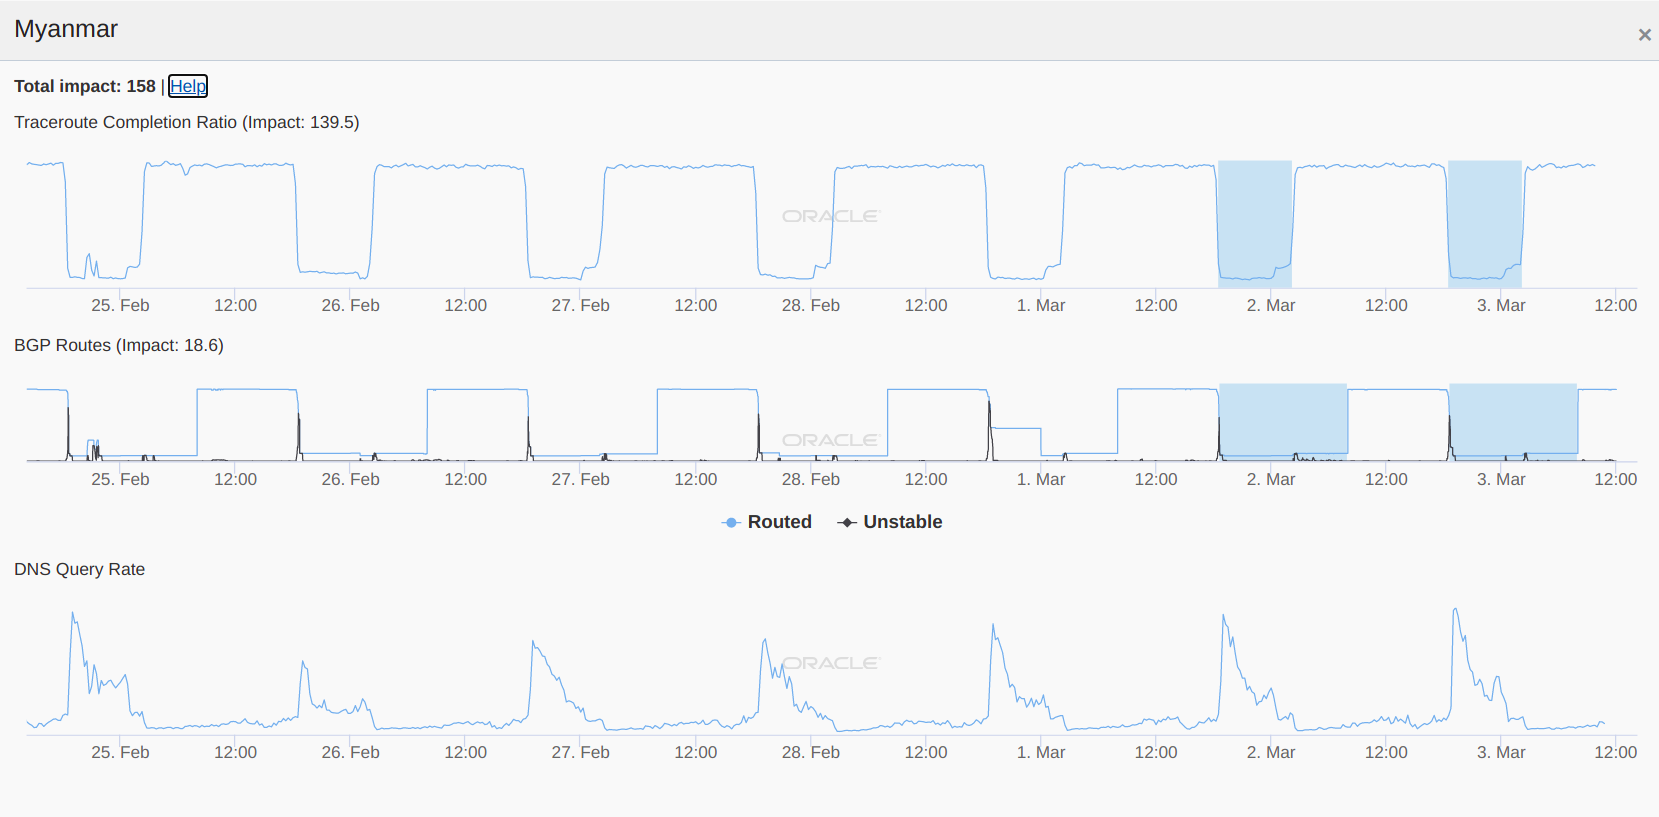 Myanmar
×
Total impact: 158 | Help
Traceroute Completion Ratio (Impact: 139.5)
ORACLE
25. Feb 12:00 26. Feb 12:00 27. Feb 12:00 28. Feb 12:00 1. Mar 12:00 2. Mar 12:00 3. Mar 12:00
BGP Routes (Impact: 18.6)
ORACLE
25. Feb 12:00 26. Feb 12:00 27. Feb 12:00 28. Feb 12:00 1. Mar 12:00 2. Mar 12:00 3. Mar 12:00
Routed Unstable
DNS Query Rate
ORACLE
25. Feb 12:00 26. Feb 12:00 27. Feb 12:00 28. Feb 12:00 1. Mar 12:00 2. Mar 12:00 3. Mar 12:00